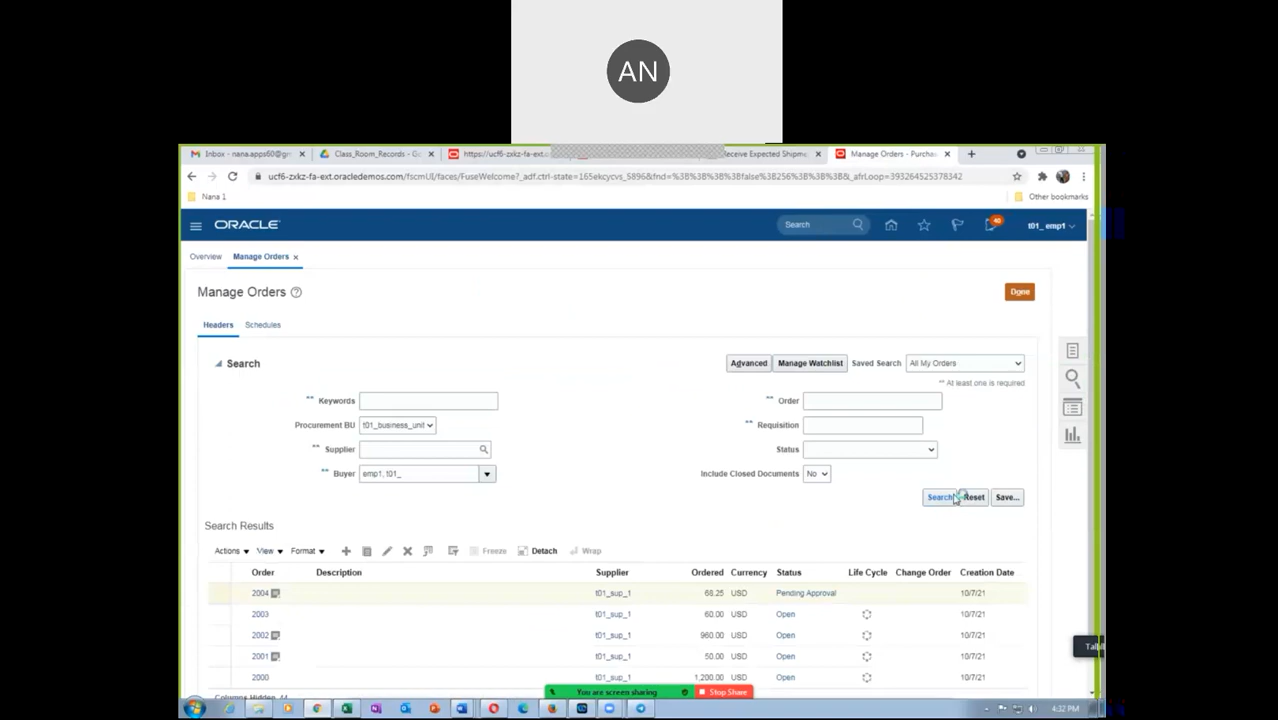 AN
Inbox - nana.apps60@gm
Class_Room_Records - Go
https://ucf6-zxkz-fa-ext.
Receive Expected Shipme
Manage Orders - Purcha
ucf6-zxkz-fa-ext.oracledemos.com/fscmUI/faces/FuseWelcome?_adf.ctrl-state=165ekcycvs_5896&fnd=%3B%3B%3B%3Bfalse%3B256%3B%3B%3B&_afrLoop=393264525378342
Nana 1
Other bookmarks
ORACLE
Search
40
t01_emp1
Overview
Manage Orders
Manage Orders
Done
Headers
Schedules
Search
Advanced
Manage Watchlist
Saved Search
All My Orders
** At least one is required
** Keywords
** Order
Procurement BU t01_business_unit
** Requisition
** Supplier
Status
** Buyer emp1, t01_
Include Closed Documents No
Search
Reset
Save...
Search Results
Actions
View
Format
Freeze
Detach
Wrap
Order Description Supplier Ordered Currency Status Life Cycle Change Order Creation Date
2004 t01_sup_1 68.25 USD Pending Approval 10/7/21
2003 t01_sup_1 60.00 USD Open 10/7/21
2002 t01_sup_1 960.00 USD Open 10/7/21
2001 t01_sup_1 50.00 USD Open 10/7/21
2000 t01_sup_1 1,200.00 USD Open 10/7/21
Columns Hidden 44
You are screen sharing
Stop Share
4:32 PM